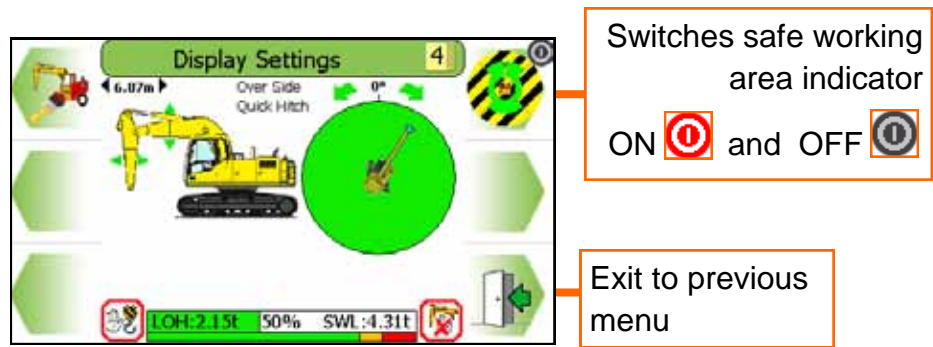 Display Settings
4
6.07m
Over Side
Quick Hitch
0°
LOH:2.15t 50% SWL:4.31t
Switches safe working
area indicator
ON and OFF
Exit to previous
menu